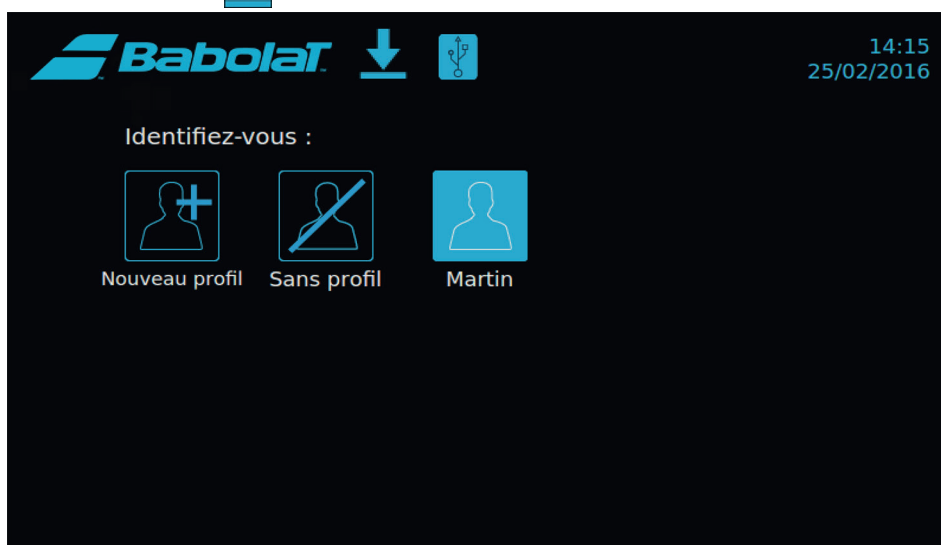 BabolaT
14:15
25/02/2016
Identifiez-vous :
Nouveau profil
Sans profil
Martin